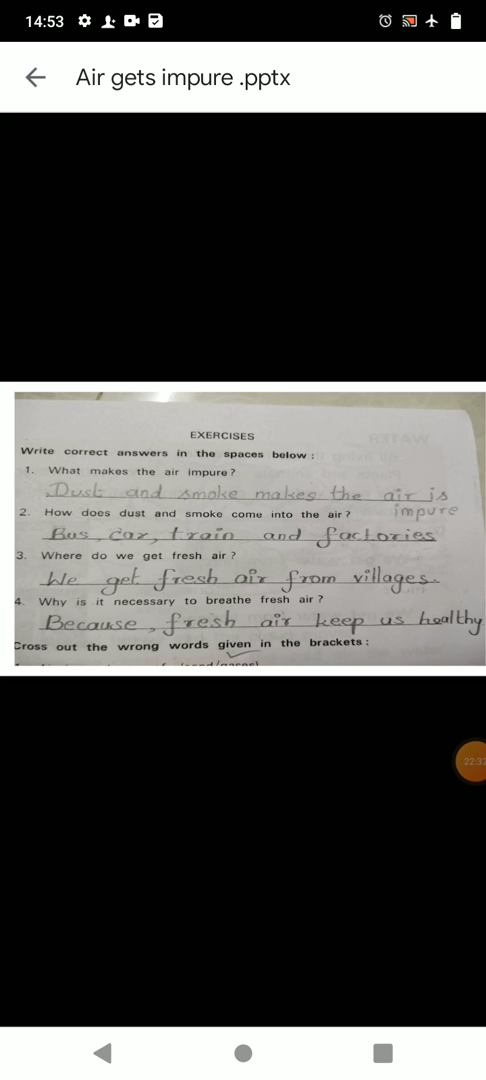 14:53
Air gets impure .pptx
EXERCISES
Write correct answers in the spaces below :
1. What makes the air impure ?
Dust and smoke makes the air is
impure
2. How does dust and smoke come into the air ?
Bus, car, train and factories
3. Where do we get fresh air ?
We get fresh air from villages.
4. Why is it necessary to breathe fresh air ?
Because, fresh air keep us healthy
Cross out the wrong words given in the brackets :
22:32